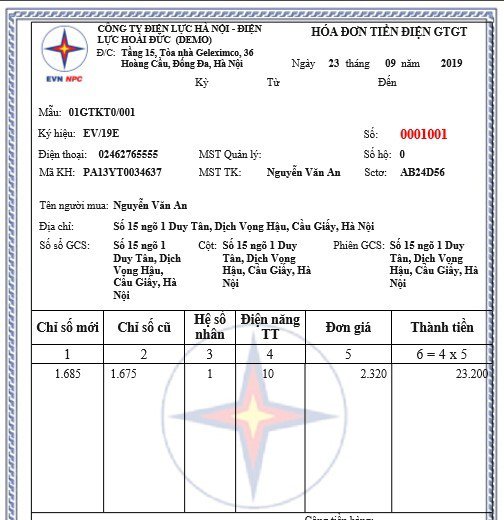 CÔNG TY ĐIỆN LỰC HÀ NỘI - ĐIỆN
LỰC HOÀI ĐỨC (DEMO)
Đ/C: Tầng 15, Tòa nhà Geleximco, 36
Hoàng Cầu, Đống Đa, Hà Nội
EVN NPC
HÓA ĐƠN TIỀN ĐIỆN GTGT
Ngày 23 tháng 09 năm 2019
Kỳ Từ Đến
Mẫu: 01GTKT0/001
Ký hiệu: EV/19E Số: 0001001
Điện thoại: 02462765555 MST Quản lý: Số hộ: 0
Mã KH: PA13YT0034637 MST TK: Nguyễn Văn An Sctơ: AB24D56
Tên người mua: Nguyễn Văn An
Địa chỉ: Số 15 ngõ 1 Duy Tân, Dịch Vọng Hậu, Cầu Giấy, Hà Nội
Số sổ GCS: Số 15 ngõ 1
Duy Tân, Dịch
Vọng Hậu,
Cầu Giấy, Hà
Nội
Cột: Số 15 ngõ 1 Duy
Tân, Dịch Vọng
Hậu, Cầu Giấy, Hà
Nội
Phiên GCS: Số 15 ngõ 1 Duy
Tân, Dịch Vọng
Hậu, Cầu Giấy, Hà
Nội
Chỉ số mới Chỉ số cũ Hệ số nhân Điện năng TT Đơn giá Thành tiền
1 2 3 4 5 6 = 4 x 5
1.685 1.675 1 10 2.320 23.200